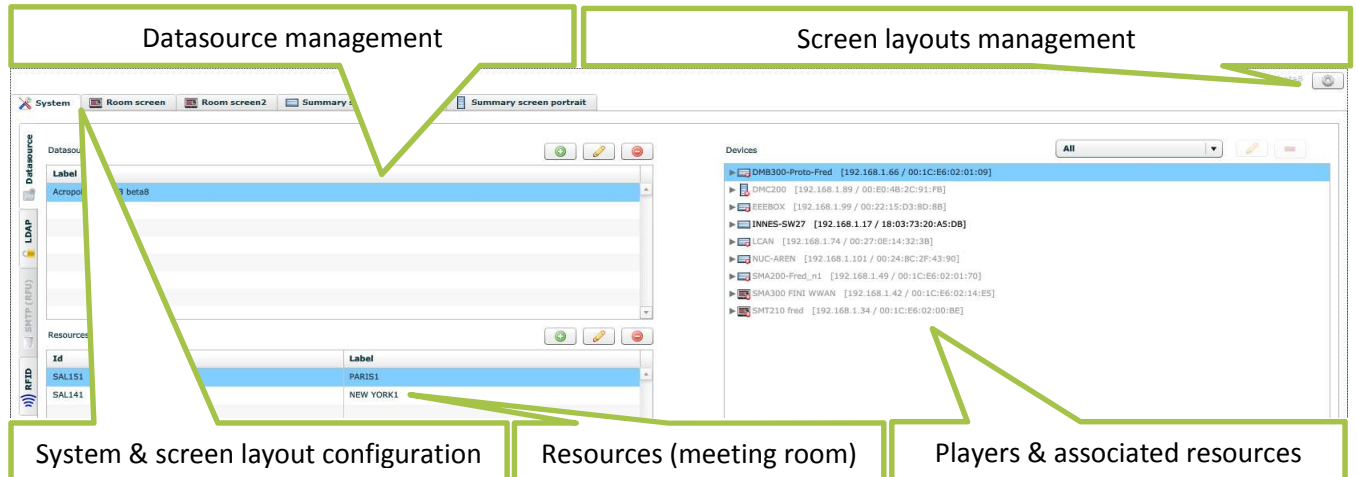 Datasource management
Screen layouts management
System
Room screen
Room screen2
Summary
Summary screen portrait
Datasource
LDAP
SMTP (RFU)
RFID
Devices
All
Label
beta8
DMB300-Proto-Fred [192.168.1.66 / 00:1C:E6:02:01:09]
DMC200 [192.168.1.89 / 00:E0:4B:2C:91:FB]
EEEBOX [192.168.1.99 / 00:22:15:D3:8D:8B]
INNES-SW27 [192.168.1.17 / 18:03:73:20:A5:DB]
LCAN [192.168.1.74 / 00:27:0E:14:32:3B]
NUC-AREN [192.168.1.101 / 00:24:8C:2F:43:90]
SMA200-Fred_n1 [192.168.1.49 / 00:1C:E6:02:01:70]
SMA300 FINI WWAN [192.168.1.42 / 00:1C:E6:02:14:E5]
SMT210 fred [192.168.1.34 / 00:1C:E6:02:00:BE]
Resources
Id Label
SAL151 PARIS1
SAL141 NEW YORK1
System & screen layout configuration
Resources (meeting room)
Players & associated resources